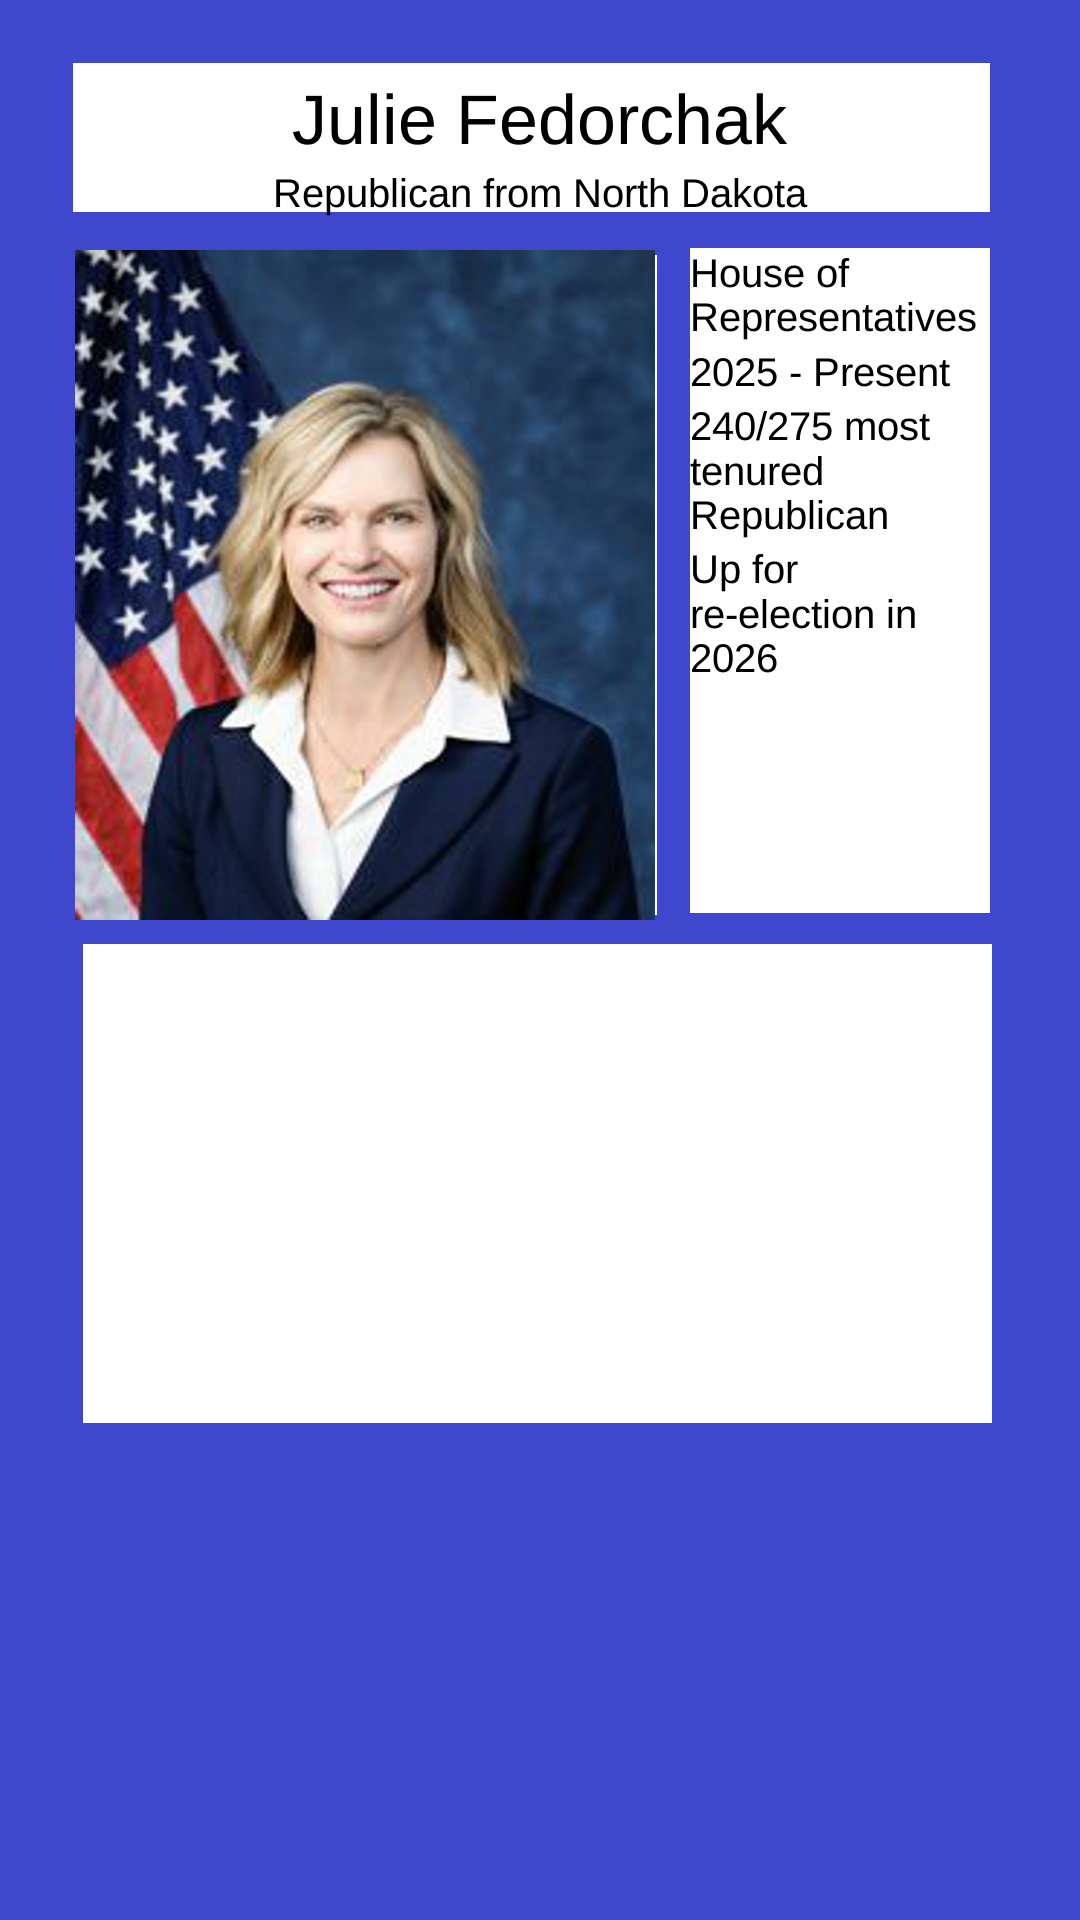 Julie Fedorchak
Republican from North Dakota
House of
Representatives
2025 - Present
240/275 most
tenured
Republican
Up for
re-election in
2026